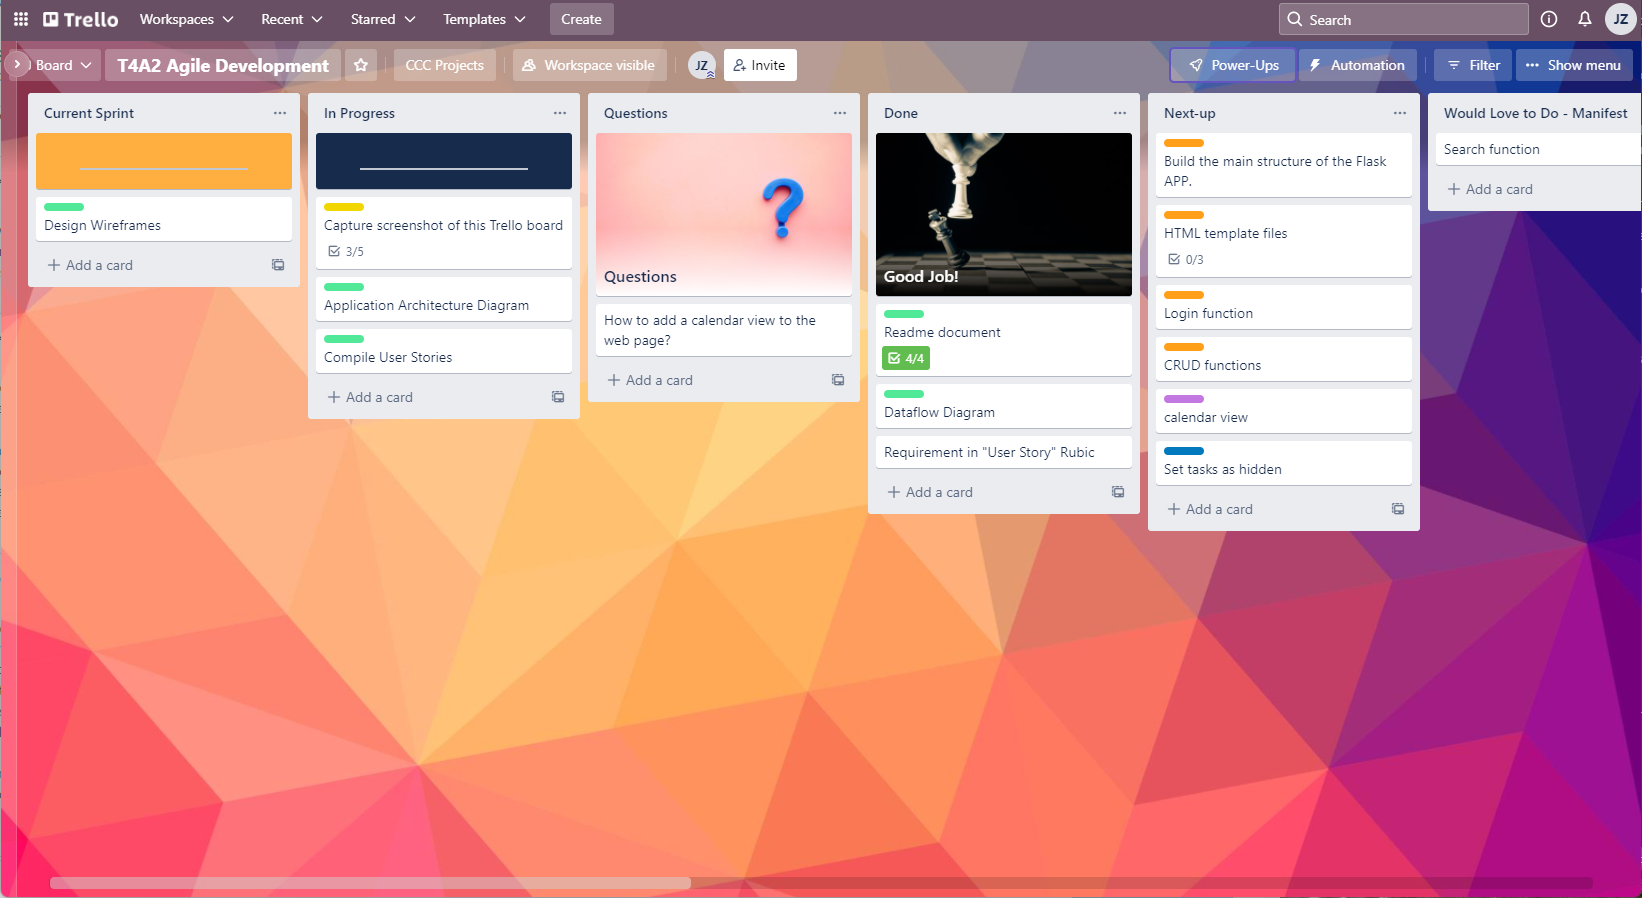 Trello
Workspaces
Recent
Starred
Templates
Create
Search
JZ
Board
T4A2 Agile Development
CCC Projects
Workspace visible
JZ
Invite
Power-Ups
Automation
Filter
Show menu
Current Sprint
Design Wireframes
Add a card
In Progress
Capture screenshot of this Trello board
3/5
Application Architecture Diagram
Compile User Stories
Add a card
Questions
Questions
How to add a calendar view to the
web page?
Add a card
Done
Good Job!
Readme document
4/4
Dataflow Diagram
Requirement in "User Story" Rubic
Add a card
Next-up
Build the main structure of the Flask
APP.
HTML template files
0/3
Login function
CRUD functions
calendar view
Set tasks as hidden
Add a card
Would Love to Do - Manifest
Search function
Add a card